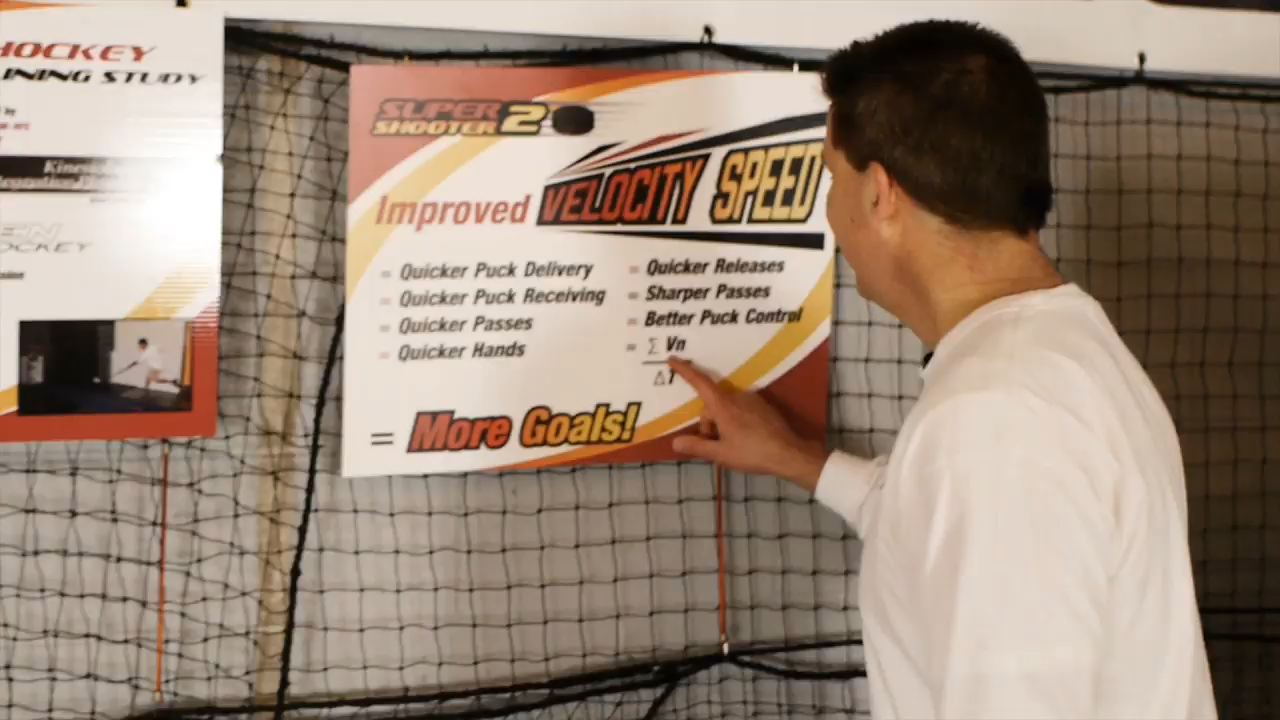 HOCKEY
INING STUDY
by
SUPER
SHOOTER 2
Improved VELOCITY SPEED
= Quicker Puck Delivery
= Quicker Puck Receiving
= Quicker Passes
= Quicker Hands
= Quicker Releases
= Sharper Passes
= Better Puck Control
= Σ Vn
Δ
= More Goals!